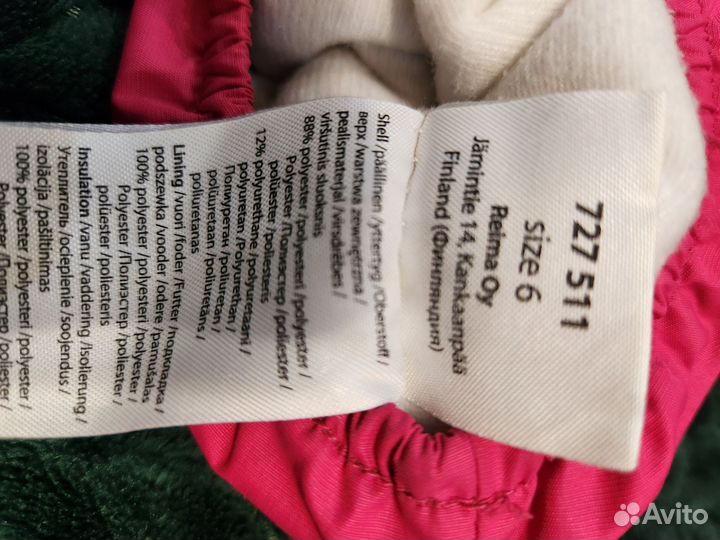 727 511
size 6
Reima Oy
Jämintie 14, Kankaanpää
Finland (Финляндия)
Shell /päällinen /yttertyg /Oberstoff /
верх /warstwa zewnętrzna /
pealismaterjal /virsdrēbes /
viršutinis sluoksnis
88% polyester /polyesteri /polyester /
Polyester /Полиэстер /poliester /
polüester /poliesteris
12% polyurethane /polyuretaani /
polyuretan /Polyurethan /
Полиуретан /poliuretan /
polüuretaan /poliuretāns /
poliuretanas
Lining /vuori /foder /Futter /подкладка /
podszewka /vooder /odere /pamušalas
100% polyester /polyesteri /polyester /
Polyester /Полиэстер /poliester /
polüester /poliesteris
Insulation /vanu /vaddering /Isolierung /
Утеплитель /ocieplenie /soojendus /
izolācija /pašiltinimas
100% polyester /polyesteri /polyester /
Polyester /Полиэстер /poliester /
Avito